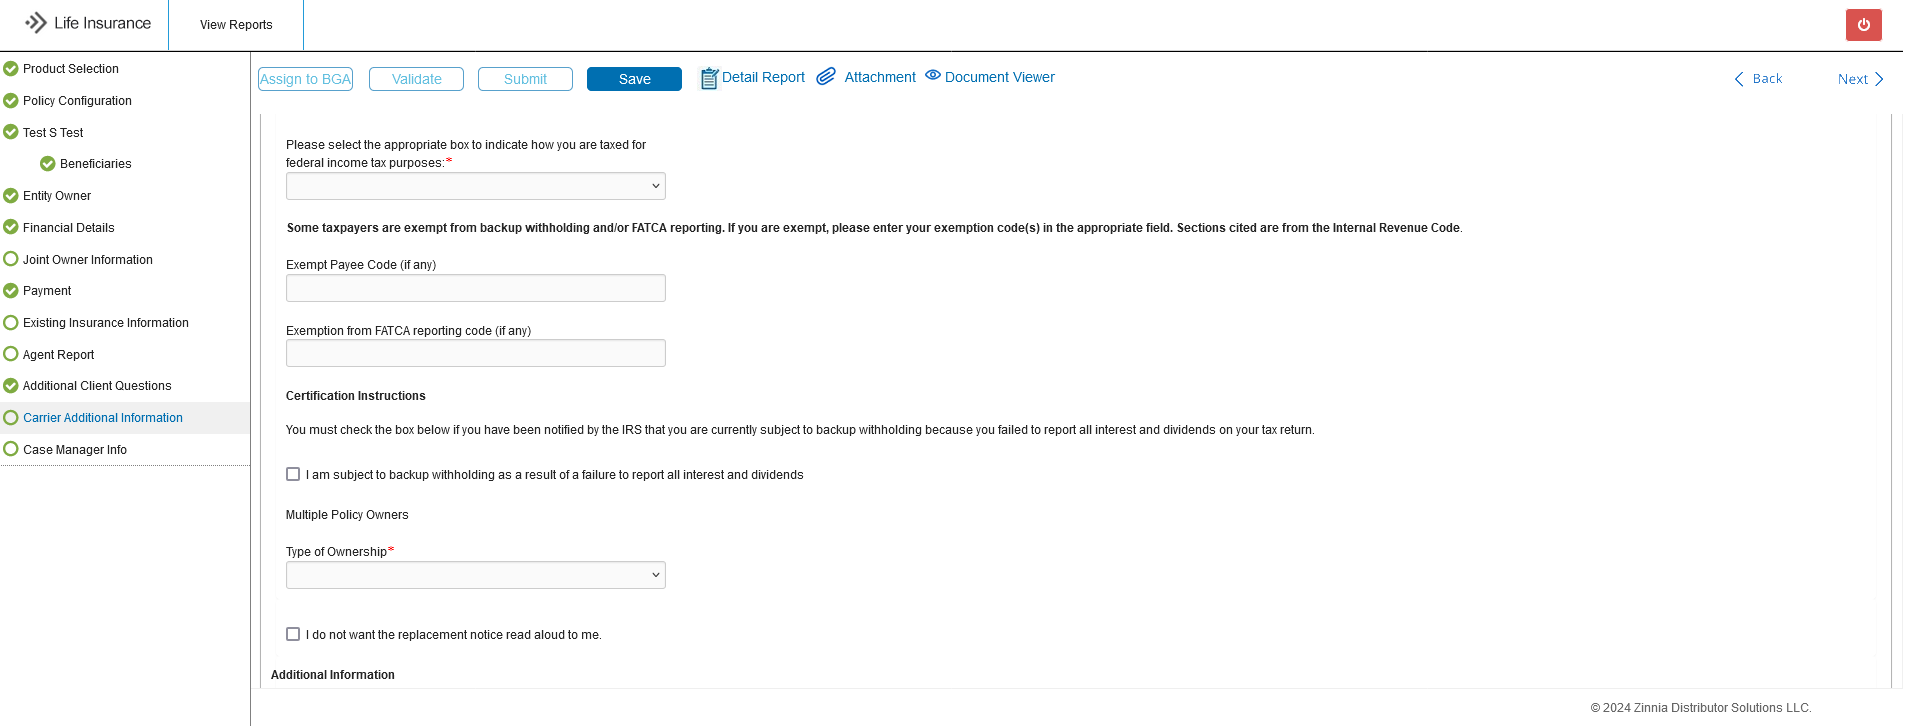 Life Insurance
View Reports
Product Selection
Policy Configuration
Test S Test
Beneficiaries
Entity Owner
Financial Details
Joint Owner Information
Payment
Existing Insurance Information
Agent Report
Additional Client Questions
Carrier Additional Information
Case Manager Info
Assign to BGA
Validate
Submit
Save
Detail Report
Attachment
Document Viewer
Back
Next
Please select the appropriate box to indicate how you are taxed for
federal income tax purposes:*
Some taxpayers are exempt from backup withholding and/or FATCA reporting. If you are exempt, please enter your exemption code(s) in the appropriate field. Sections cited are from the Internal Revenue Code.
Exempt Payee Code (if any)
Exemption from FATCA reporting code (if any)
Certification Instructions
You must check the box below if you have been notified by the IRS that you are currently subject to backup withholding because you failed to report all interest and dividends on your tax return.
I am subject to backup withholding as a result of a failure to report all interest and dividends
Multiple Policy Owners
Type of Ownership*
I do not want the replacement notice read aloud to me.
Additional Information
© 2024 Zinnia Distributor Solutions LLC.